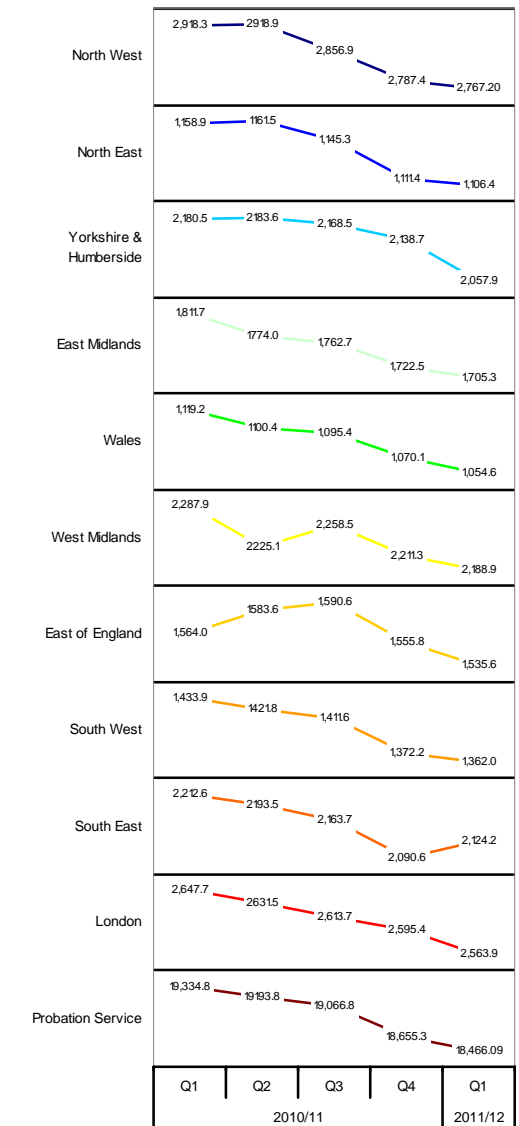 North West
2,918.3 2918.9 2,856.9 2,787.4 2,767.20
North East
1,158.9 1161.5 1,145.3 1,111.4 1,106.4
Yorkshire &
Humberside
2,180.5 2183.6 2,168.5 2,138.7 2,057.9
East Midlands
1,811.7 1774.0 1,762.7 1,722.5 1,705.3
Wales
1,119.2 1100.4 1,095.4 1,070.1 1,054.6
West Midlands
2,287.9 2225.1 2,258.5 2,211.3 2,188.9
East of England
1,564.0 1583.6 1,590.6 1,555.8 1,535.6
South West
1,433.9 1421.8 1,411.6 1,372.2 1,362.0
South East
2,212.6 2193.5 2,163.7 2,090.6 2,124.2
London
2,647.7 2631.5 2,613.7 2,595.4 2,563.9
Probation Service
19,334.8 19193.8 19,066.8 18,655.3 18,466.09
Q1 Q2 Q3 Q4 Q1
2010/11 2011/12